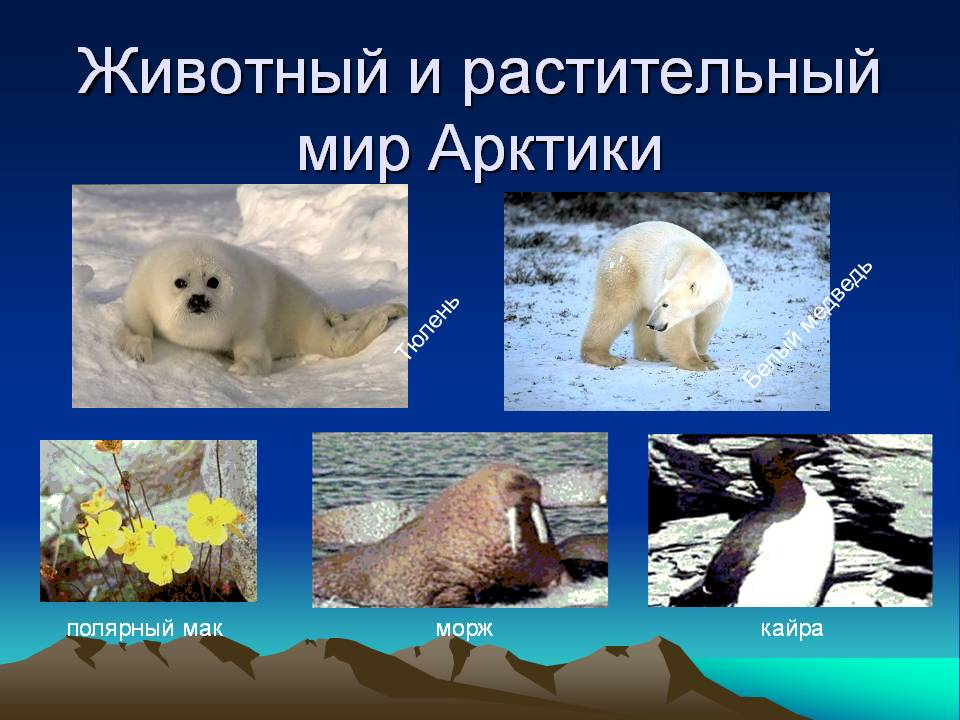 Животный и растительный
мир Арктики
Тюлень
Белый медведь
полярный мак
морж
кайра